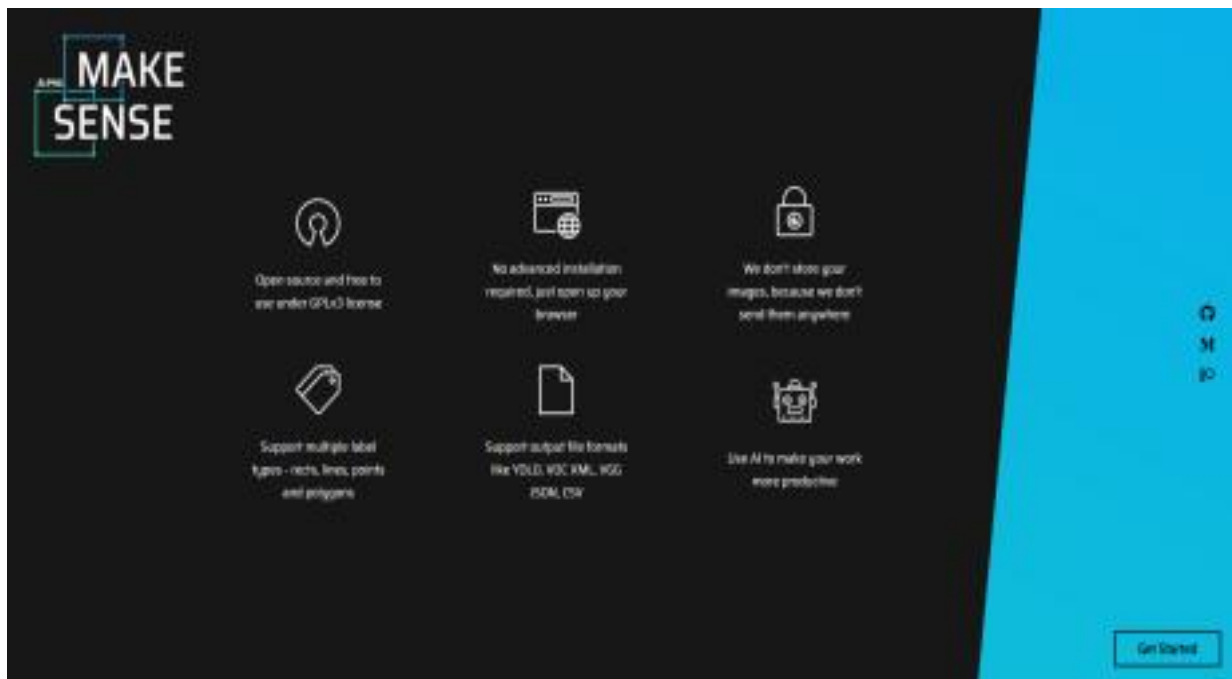 MAKE
SENSE
Open source and free to
use under GPLv3 license
No advanced installation
required, just open up your
browser
We don't store your
images, because we don't
send them anywhere
Support multiple label
types - rects, lines, points
and polygons
Support output file formats
like YOLO, VOC XML, VGG
JSON, CSV
Use AI to make your work
more productive
Get Started